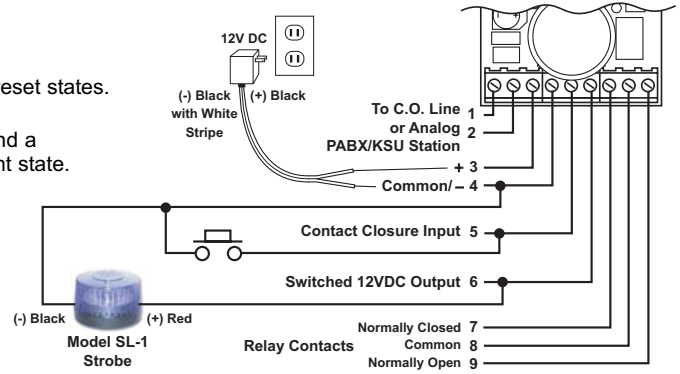 eset states.
nd a
nt state.
12V DC
(-) Black (+) Black
with White
Stripe
To C.O. Line 1
or Analog 2
PABX/KSU Station
+ 3
Common/– 4
Contact Closure Input 5
Switched 12VDC Output 6
(-) Black (+) Red
Model SL-1
Strobe
Relay Contacts
Normally Closed 7
Common 8
Normally Open 9